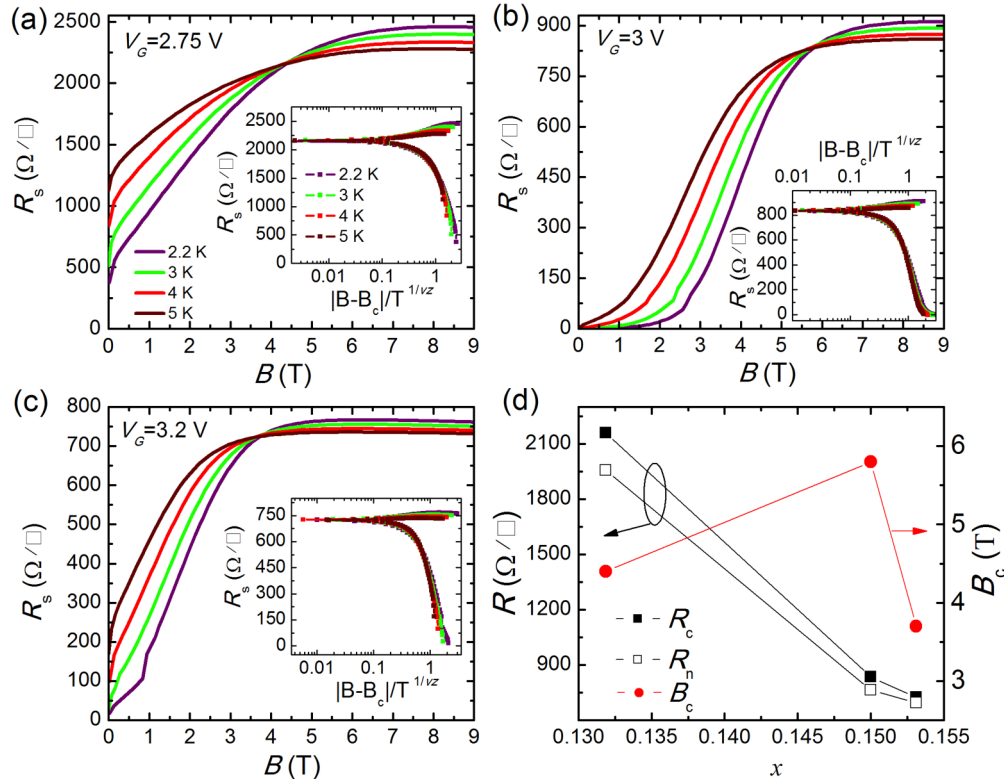 (a)
V_G=2.75 V
R_s (Ω/□)
2500
2000
1500
1000
500
0
0 1 2 3 4 5 6 7 8 9
B (T)
2.2 K
3 K
4 K
5 K
R_s (Ω/□)
2500
2000
1500
1000
500
0
0.01 0.1 1
|B-B_c|/T^{1/νz}
2.2 K
3 K
4 K
5 K
(b)
V_G=3 V
R_s (Ω/□)
900
750
600
450
300
150
0
0 1 2 3 4 5 6 7 8 9
B (T)
|B-B_c|/T^{1/νz}
0.01 0.1 1
R_s (Ω/□)
800
600
400
200
0
(c)
V_G=3.2 V
R_s (Ω/□)
800
700
600
500
400
300
200
100
0
0 1 2 3 4 5 6 7 8 9
B (T)
R_s (Ω/□)
750
600
450
300
150
0
0.01 0.1 1
|B-B_c|/T^{1/νz}
(d)
R (Ω/□)
2100
1800
1500
1200
900
0.130 0.135 0.140 0.145 0.150 0.155
x
6
5
4
3
B_c (T)
R_c
R_n
B_c